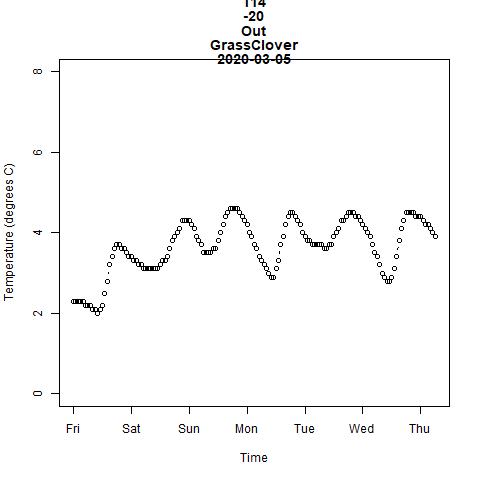 114
-20
Out
GrassClover
2020-03-05
8
6
4
2
0
Temperature (degrees C)
Fri Sat Sun Mon Tue Wed Thu
Time